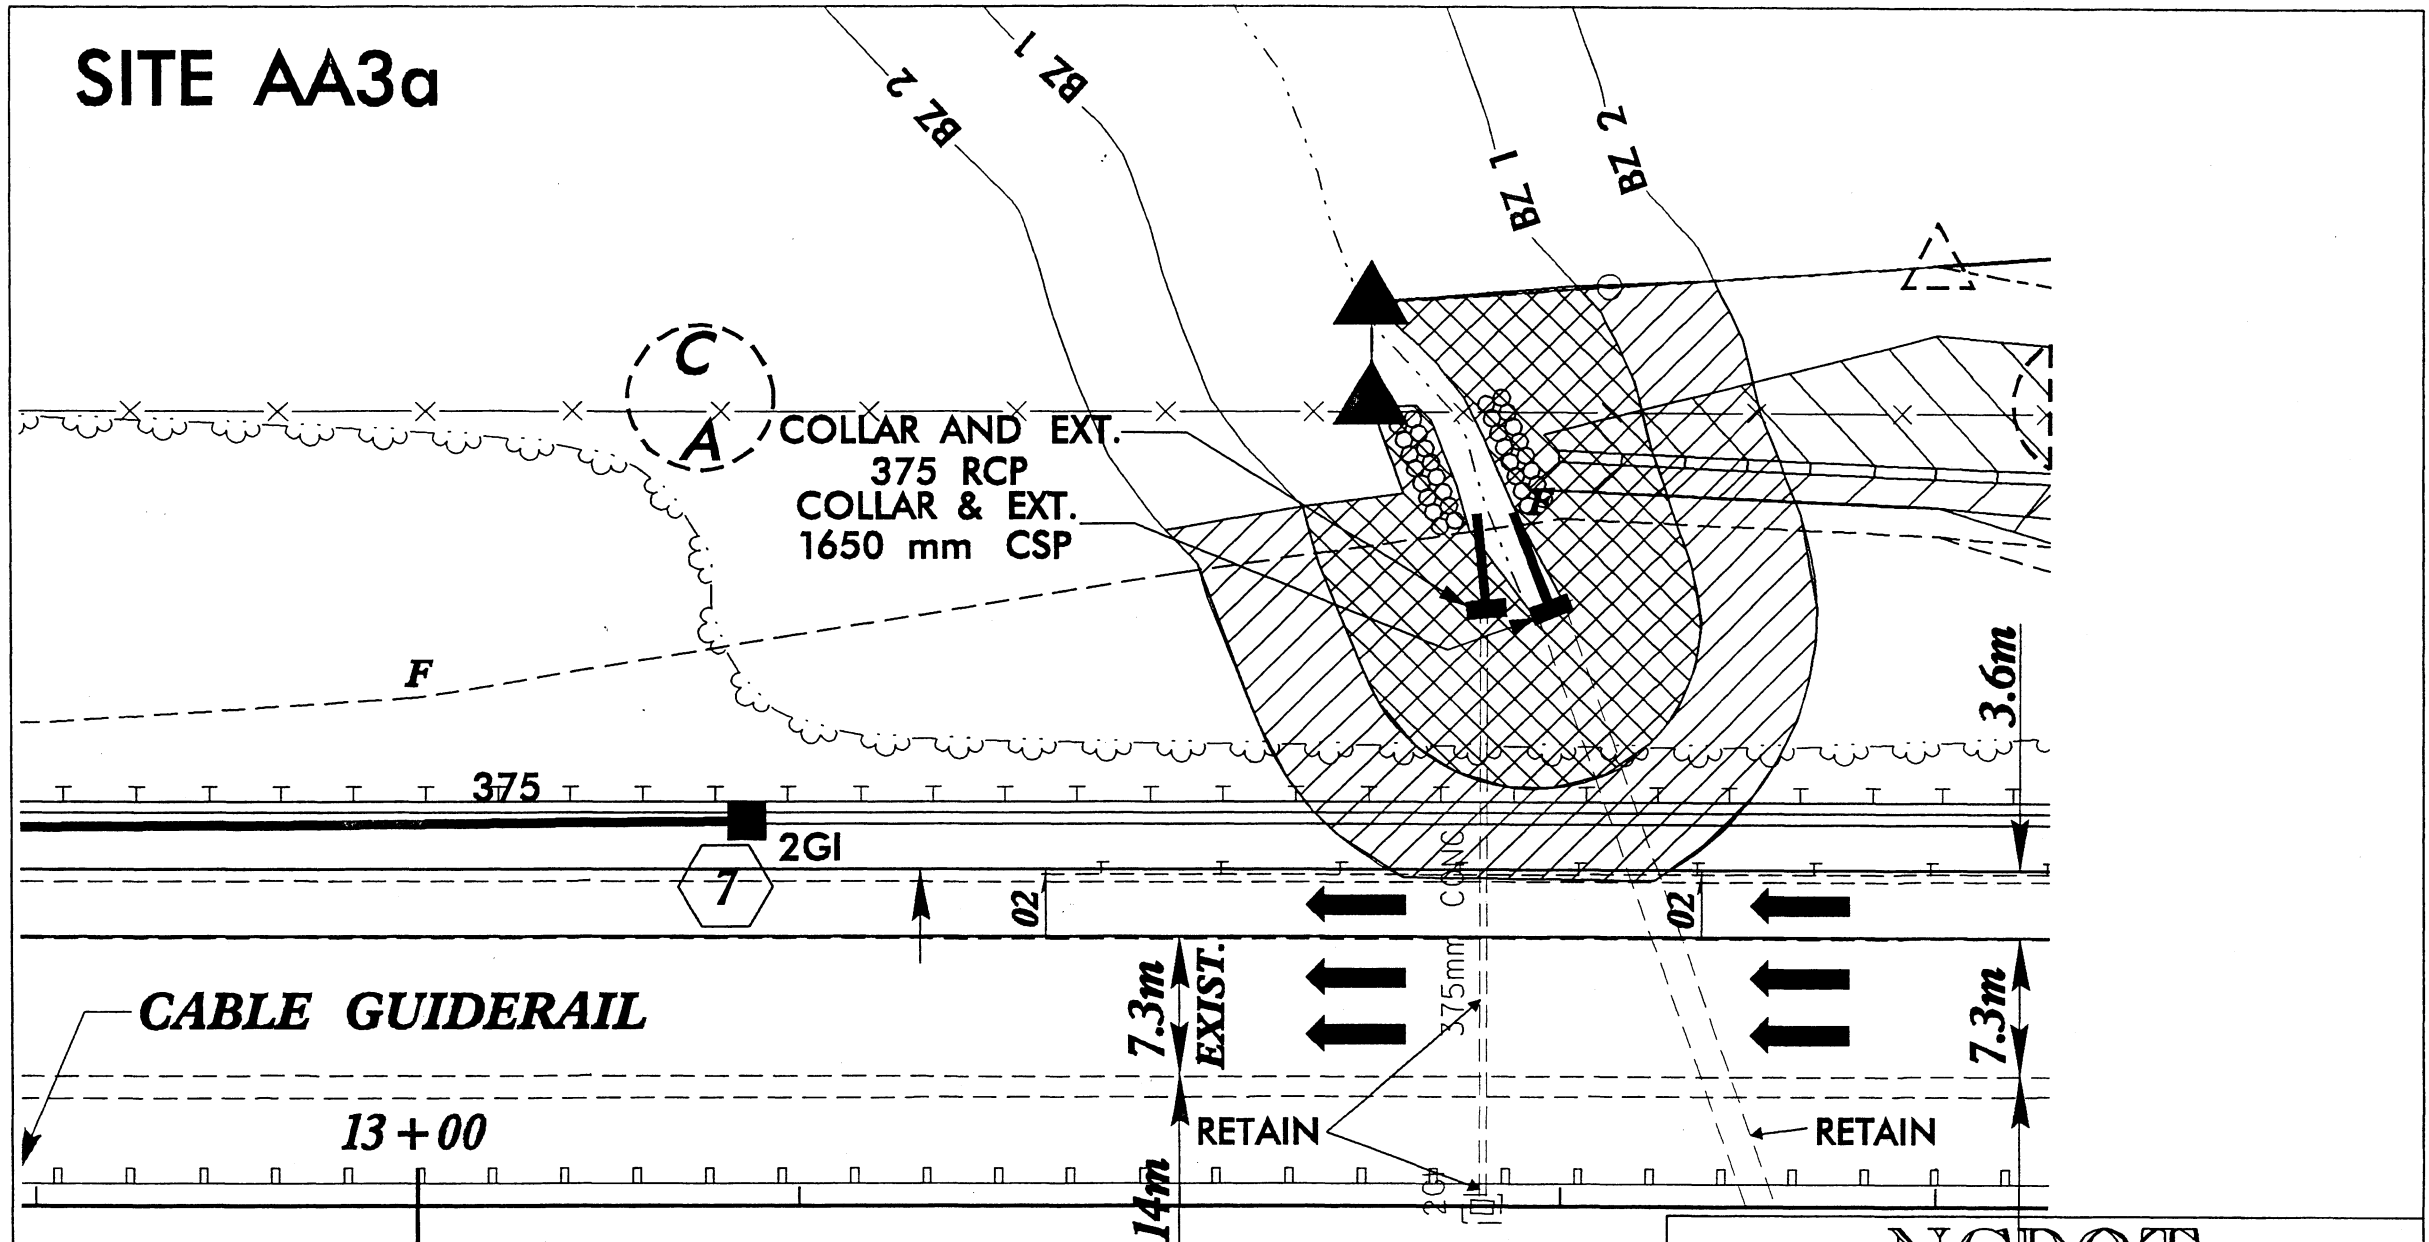 SITE AA3a
BZ 2
BZ 1
BZ 1
BZ 2
C
A
COLLAR AND EXT.
375 RCP
COLLAR & EXT.
1650 mm CSP
F
F
3.6m
375
2GI
7
02
02
375mm CONC
7.3m
EXIST.
7.3m
CABLE GUIDERAIL
13+00
RETAIN
RETAIN
14m
2GI
NCDOT